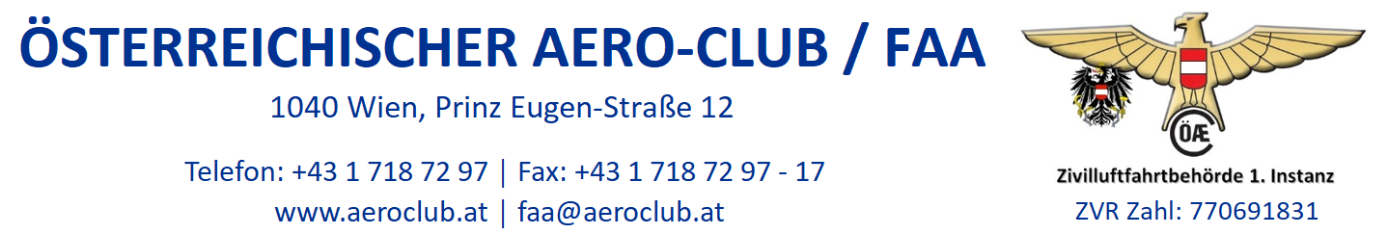 ÖSTERREICHISCHER AERO-CLUB / FAA
1040 Wien, Prinz Eugen-Straße 12
Telefon: +43 1 718 72 97 | Fax: +43 1 718 72 97 - 17
www.aeroclub.at | faa@aeroclub.at
ÖÆC
Zivilluftfahrtbehörde 1. Instanz
ZVR Zahl: 770691831